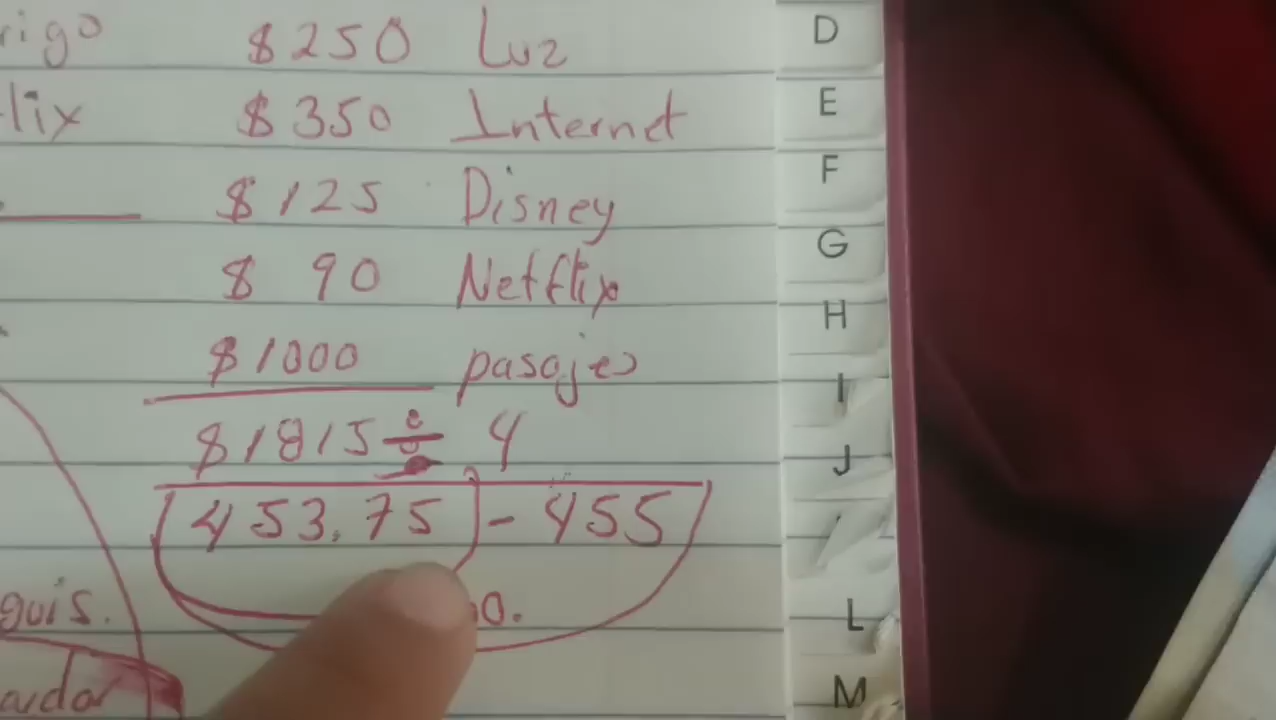 $250 Luz
D
$350 Internet
E
$125 Disney
F
G
$ 90 Netflix
H
$1000 pasajes
I
$1815 ÷ 4
J
453.75 - 455
L
M